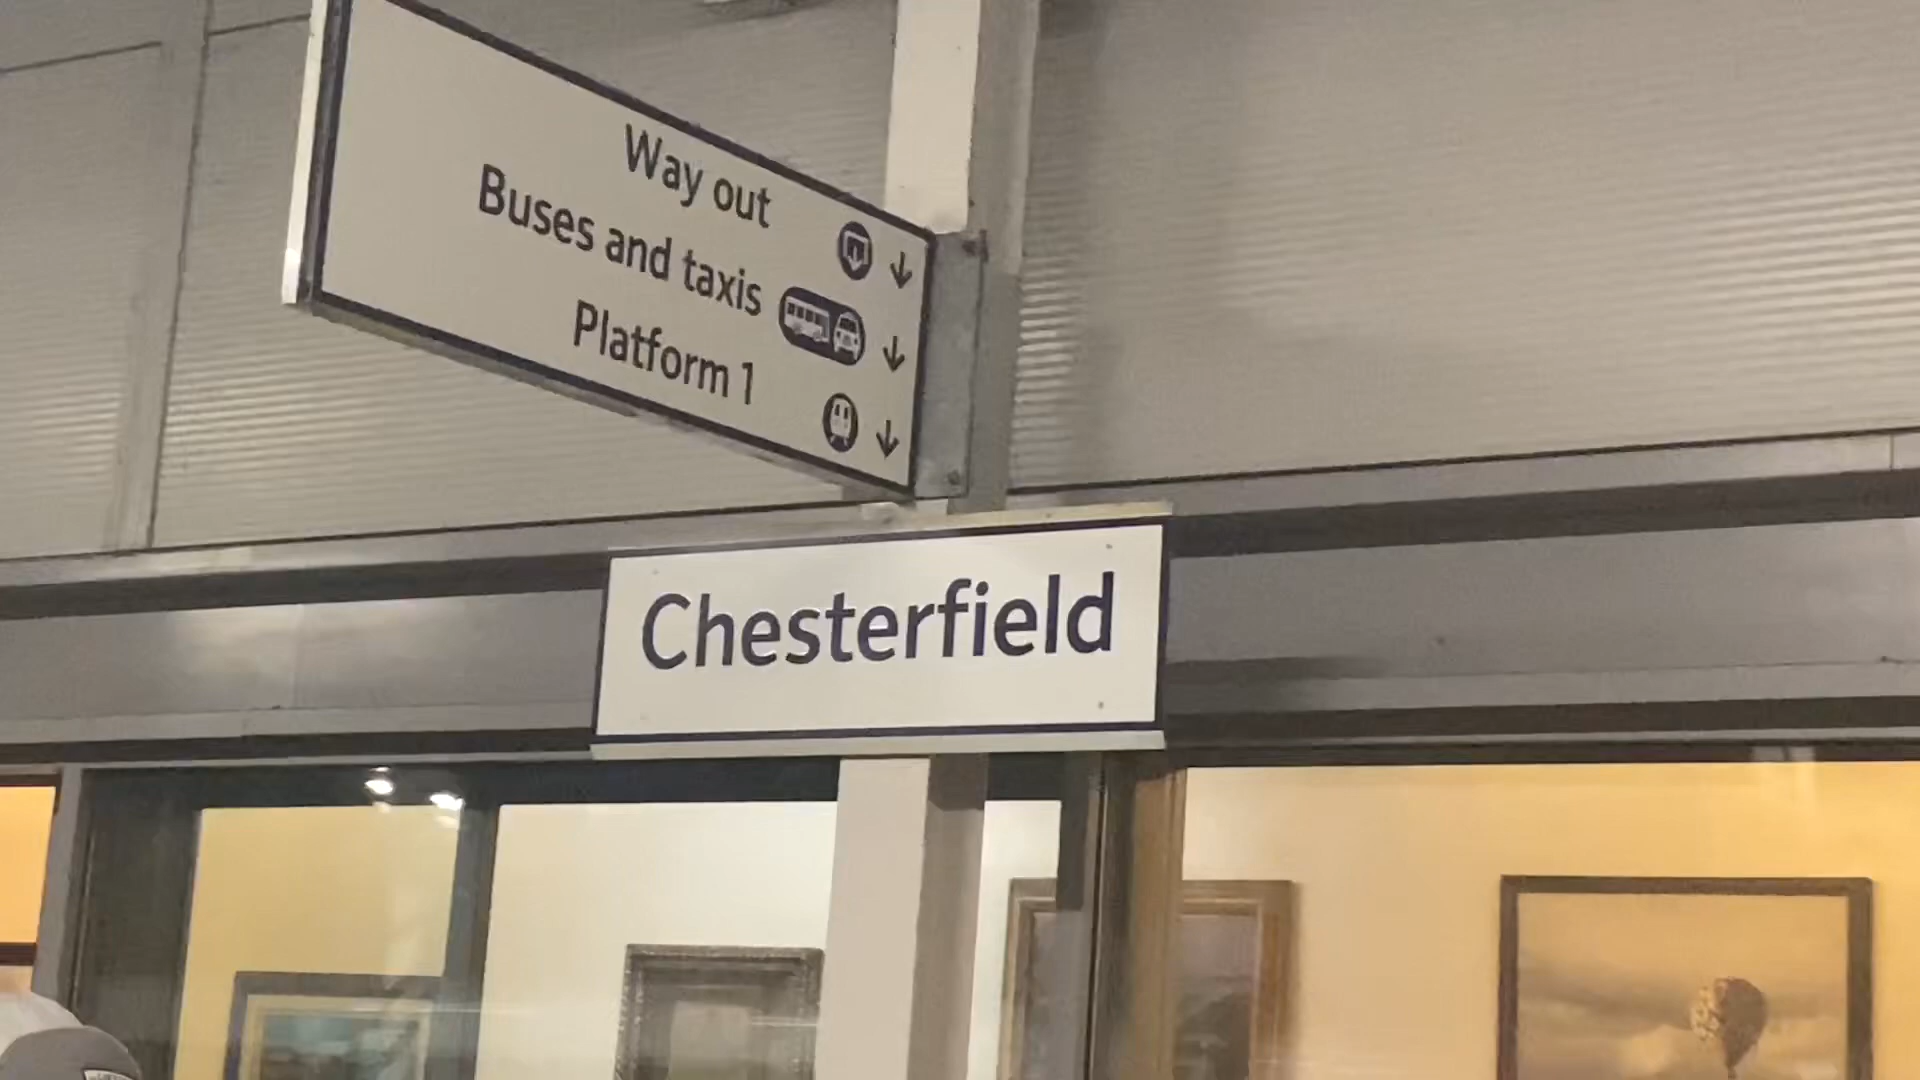 Way out
Buses and taxis
Platform 1
Chesterfield